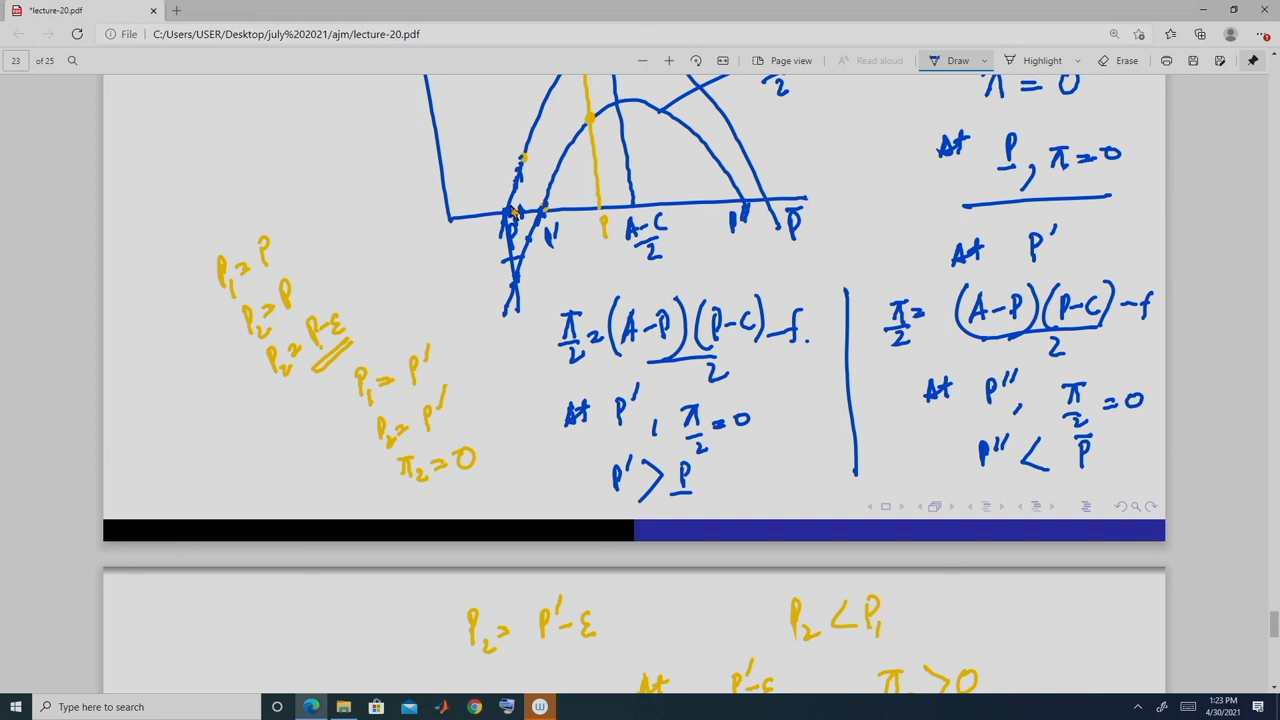 *lecture-20.pdf
File C:/Users/USER/Desktop/july%202021/ajm/lecture-20.pdf
23 of 25
Page view
Read aloud
Draw
Highlight
Erase
2
π = 0
At P̲, π = 0
P'
P
A-C/2
P''
P̄
At P'
P₁ = P
P₂ = P
P₂ = P-ε
P₁ = P'
P₂ = P'
π₂ = 0
π/2 = (A-P)(P-C)/2 - f.
At P', π/2 = 0
P' > P̲
π/2 = (A-P)(P-C)/2 - f
At P'', π/2 = 0
P'' < P̄
P₂ = P'-ε
P₂ < P₁
At P'-ε
π > 0
Type here to search
1:23 PM
4/30/2021